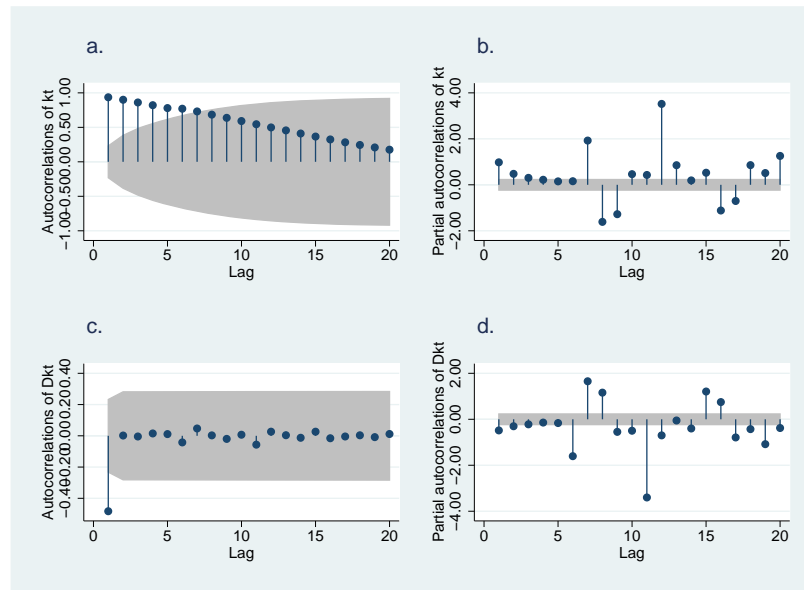 a.
Autocorrelations of kt
−1.00
−0.50
0.00
0.50
1.00
0 5 10 15 20
Lag
b.
Partial autocorrelations of kt
−2.00
0.00
2.00
4.00
0 5 10 15 20
Lag
c.
Autocorrelations of Dkt
−0.40
−0.20
0.00
0.20
0.40
0 5 10 15 20
Lag
d.
Partial autocorrelations of Dkt
−4.00
−2.00
0.00
2.00
0 5 10 15 20
Lag